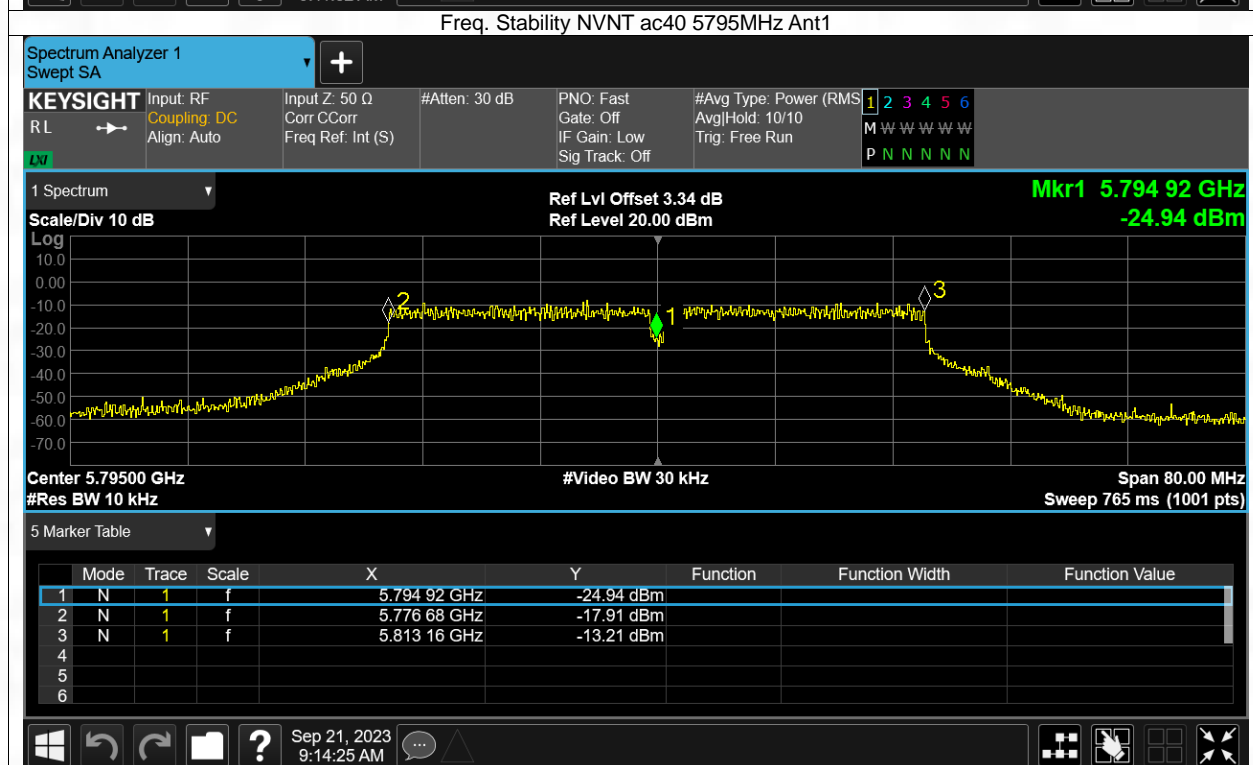 Freq. Stability NVNT ac40 5795MHz Ant1
Spectrum Analyzer 1
Swept SA
+
KEYSIGHT
RL
LXI
Input: RF
Coupling: DC
Align: Auto
Input Z: 50 Ω
Corr CCorr
Freq Ref: Int (S)
#Atten: 30 dB
PNO: Fast
Gate: Off
IF Gain: Low
Sig Track: Off
#Avg Type: Power (RMS
Avg|Hold: 10/10
Trig: Free Run
1 2 3 4 5 6
M W W W W W
P N N N N N
1 Spectrum
Scale/Div 10 dB
Ref Lvl Offset 3.34 dB
Ref Level 20.00 dBm
Mkr1 5.794 92 GHz
-24.94 dBm
Log
10.0
0.00
-10.0
-20.0
-30.0
-40.0
-50.0
-60.0
-70.0
2
1
3
Center 5.79500 GHz
#Video BW 30 kHz
Span 80.00 MHz
#Res BW 10 kHz
Sweep 765 ms (1001 pts)
5 Marker Table
Mode Trace Scale X Y Function Function Width Function Value
1 N 1 f 5.794 92 GHz -24.94 dBm
2 N 1 f 5.776 68 GHz -17.91 dBm
3 N 1 f 5.813 16 GHz -13.21 dBm
4
5
6
?
Sep 21, 2023
9:14:25 AM